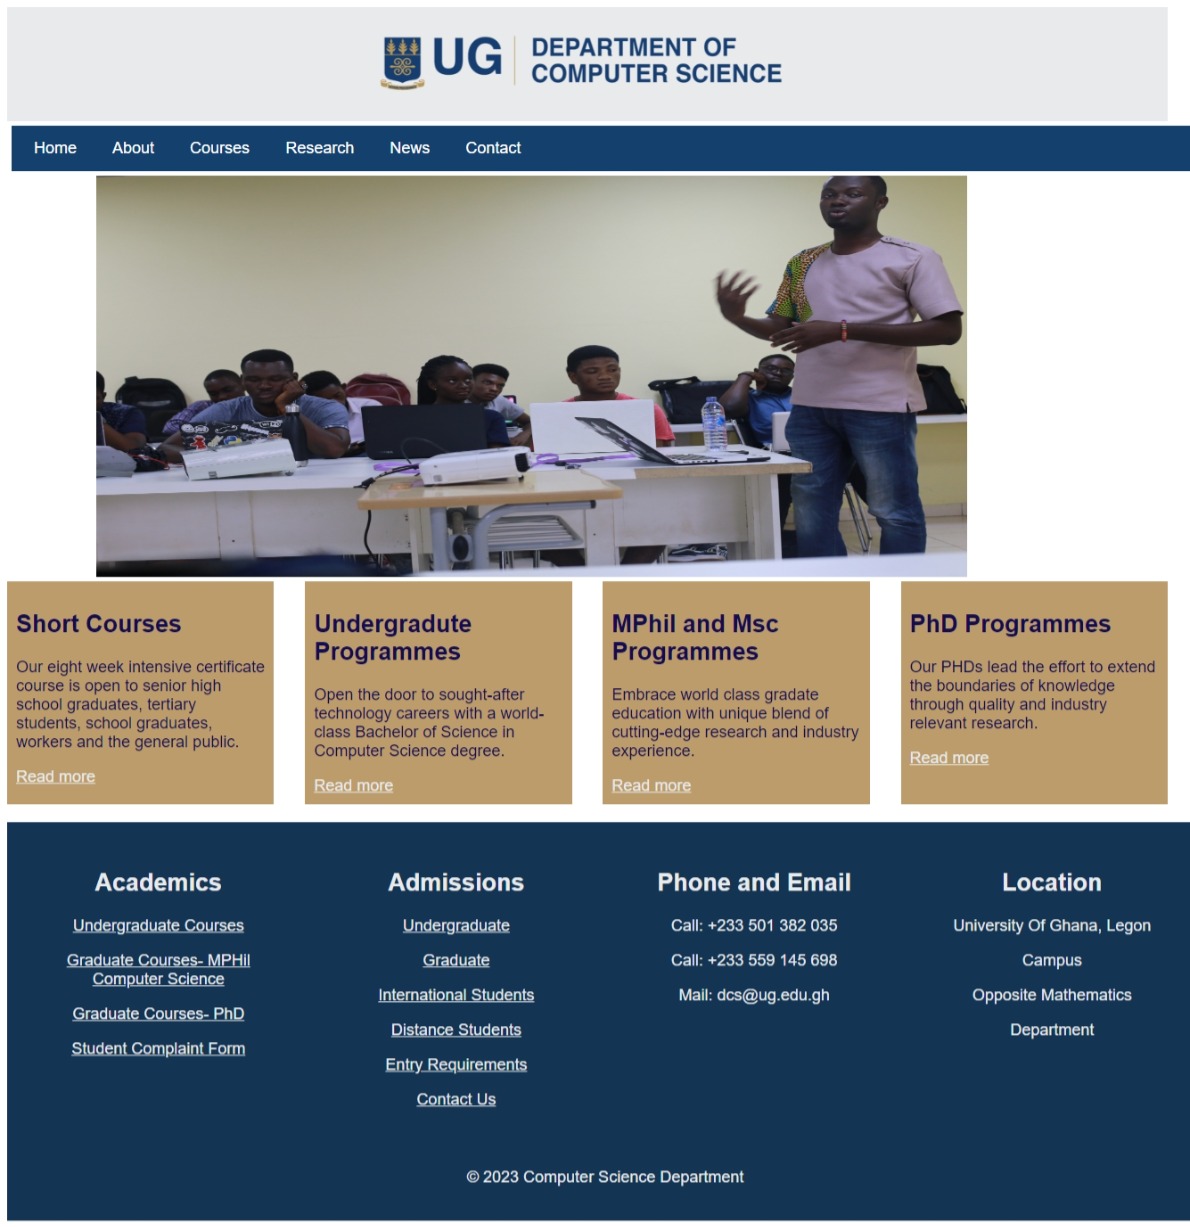 UG
DEPARTMENT OF
COMPUTER SCIENCE
Home About Courses Research News Contact
Short Courses
Our eight week intensive certificate
course is open to senior high
school graduates, tertiary
students, school graduates,
workers and the general public.
Read more
Undergradute
Programmes
Open the door to sought-after
technology careers with a world-
class Bachelor of Science in
Computer Science degree.
Read more
MPhil and Msc
Programmes
Embrace world class gradate
education with unique blend of
cutting-edge research and industry
experience.
Read more
PhD Programmes
Our PHDs lead the effort to extend
the boundaries of knowledge
through quality and industry
relevant research.
Read more
Academics
Undergraduate Courses
Graduate Courses- MPHil
Computer Science
Graduate Courses- PhD
Student Complaint Form
Admissions
Undergraduate
Graduate
International Students
Distance Students
Entry Requirements
Contact Us
Phone and Email
Call: +233 501 382 035
Call: +233 559 145 698
Mail: dcs@ug.edu.gh
Location
University Of Ghana, Legon
Campus
Opposite Mathematics
Department
© 2023 Computer Science Department